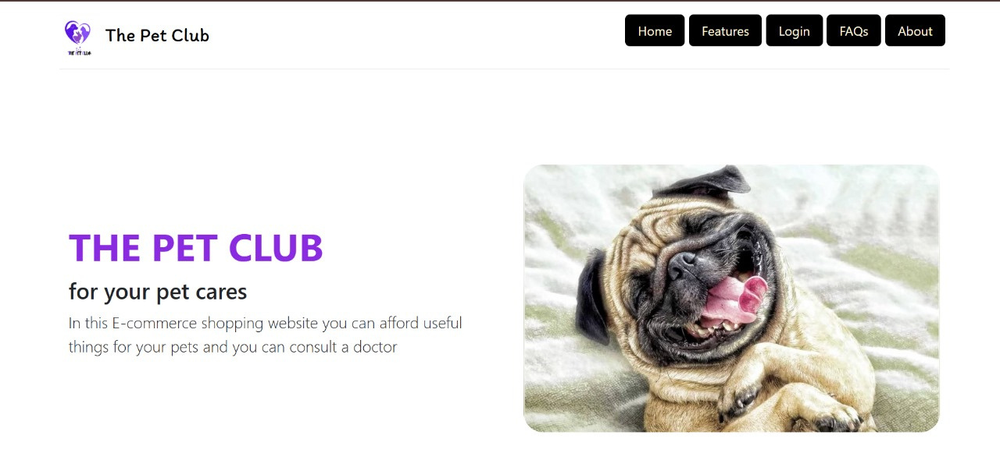 The Pet Club
THE PET CLUB
Home
Features
Login
FAQs
About
THE PET CLUB
for your pet cares
In this E-commerce shopping website you can afford useful
things for your pets and you can consult a doctor